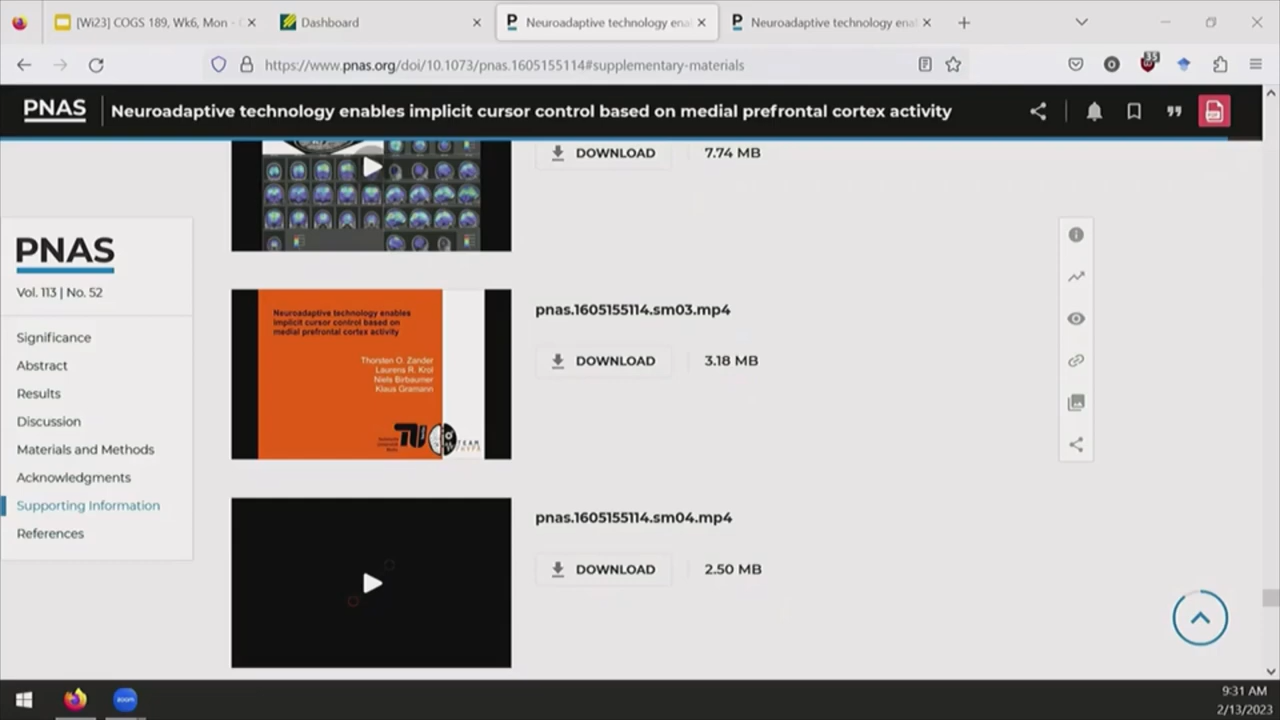 [Wi23] COGS 189, Wk6, Mon -
Dashboard
Neuroadaptive technology ena
Neuroadaptive technology ena
https://www.pnas.org/doi/10.1073/pnas.1605155114#supplementary-materials
35
PNAS
Neuroadaptive technology enables implicit cursor control based on medial prefrontal cortex activity
PDF
DOWNLOAD
7.74 MB
PNAS
Vol. 113 | No. 52
Significance
Abstract
Results
Discussion
Materials and Methods
Acknowledgments
Supporting Information
References
Neuroadaptive technology enables
implicit cursor control based on
medial prefrontal cortex activity
Thorsten O. Zander
Laurens R. Krol
Niels Birbaumer
Klaus Gramann
TEAM
pnas.1605155114.sm03.mp4
DOWNLOAD
3.18 MB
pnas.1605155114.sm04.mp4
DOWNLOAD
2.50 MB
zoom
9:31 AM
2/13/2023